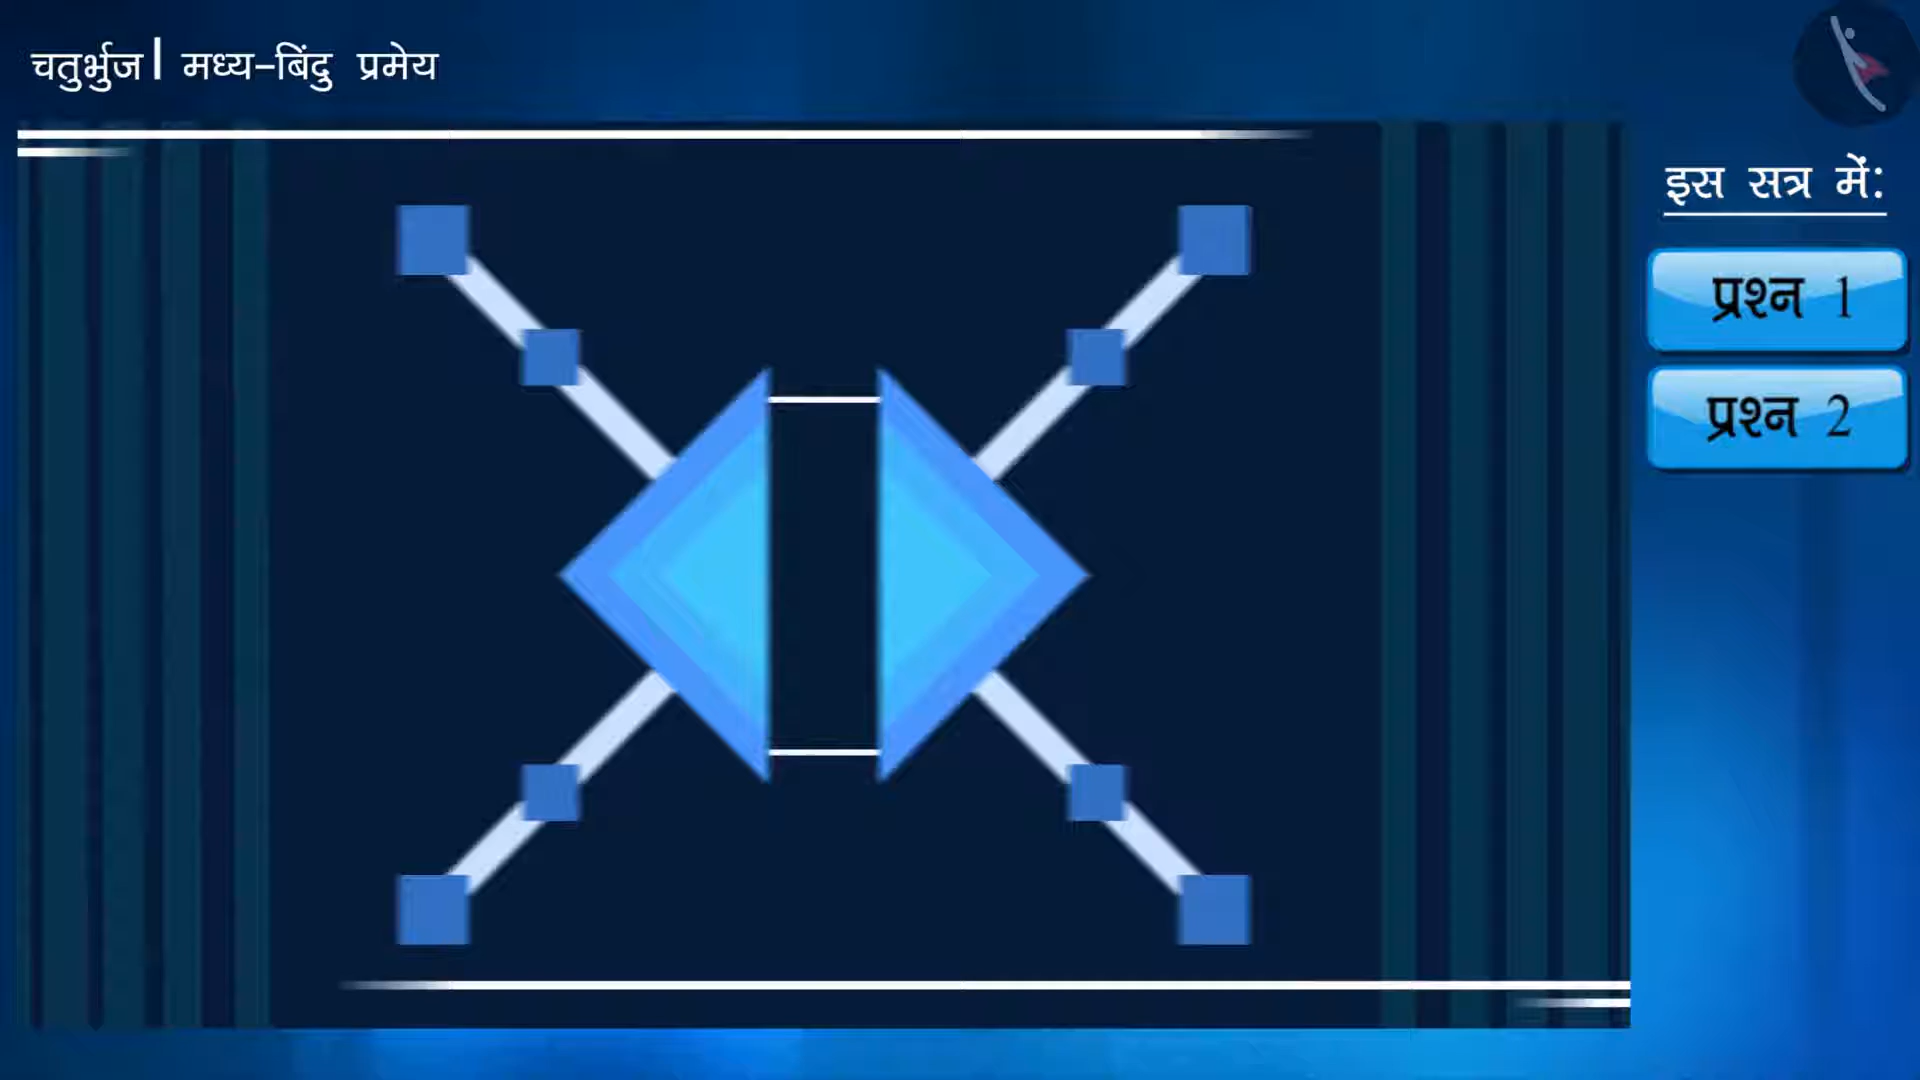 चतुर्भुज| मध्य-बिंदु प्रमेय
इस सत्र में:
प्रश्न 1
प्रश्न 2